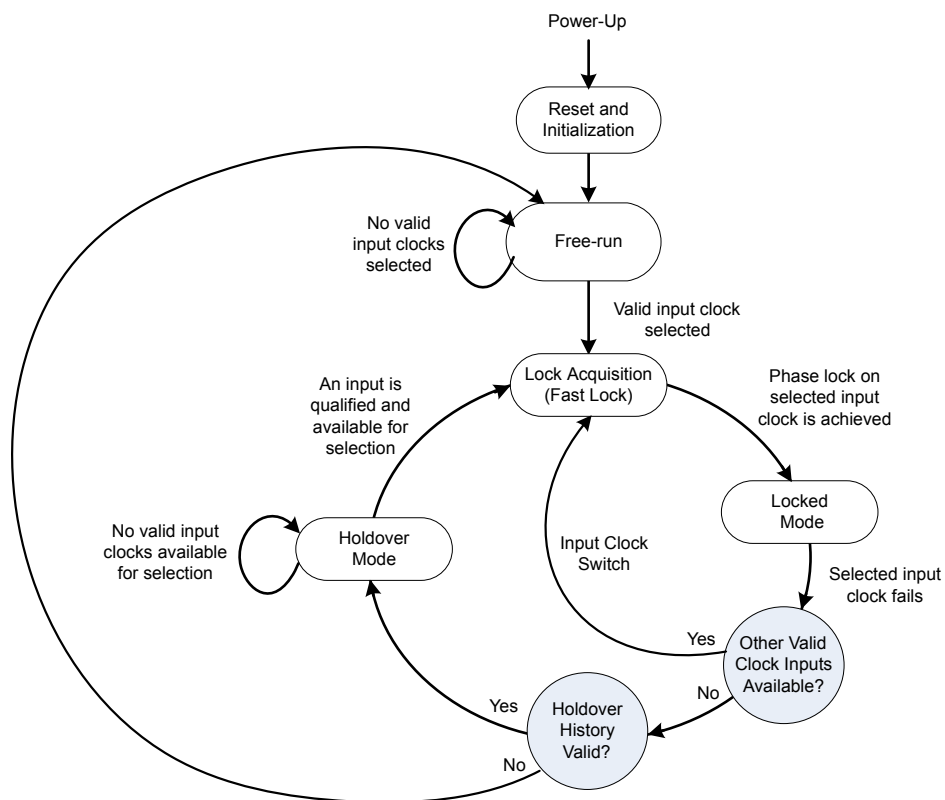 Power-Up
Reset and
Initialization
No valid
input clocks
selected
Free-run
Valid input clock
selected
An input is
qualified and
available for
selection
Lock Acquisition
(Fast Lock)
Phase lock on
selected input
clock is achieved
Locked
Mode
No valid input
clocks available
for selection
Holdover
Mode
Input Clock
Switch
Selected input
clock fails
Yes
Other Valid
Clock Inputs
Available?
No
Yes
Holdover
History
Valid?
No